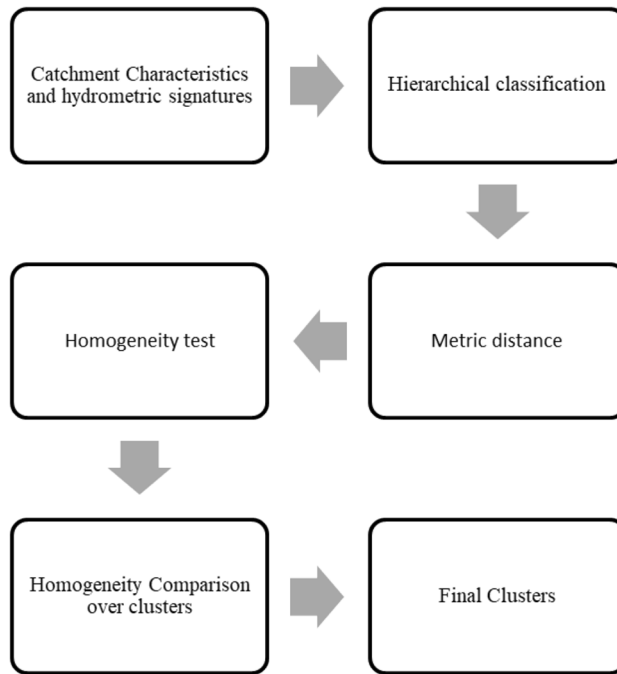 Catchment Characteristics
and hydrometric signatures
Hierarchical classification
Metric distance
Homogeneity test
Homogeneity Comparison
over clusters
Final Clusters